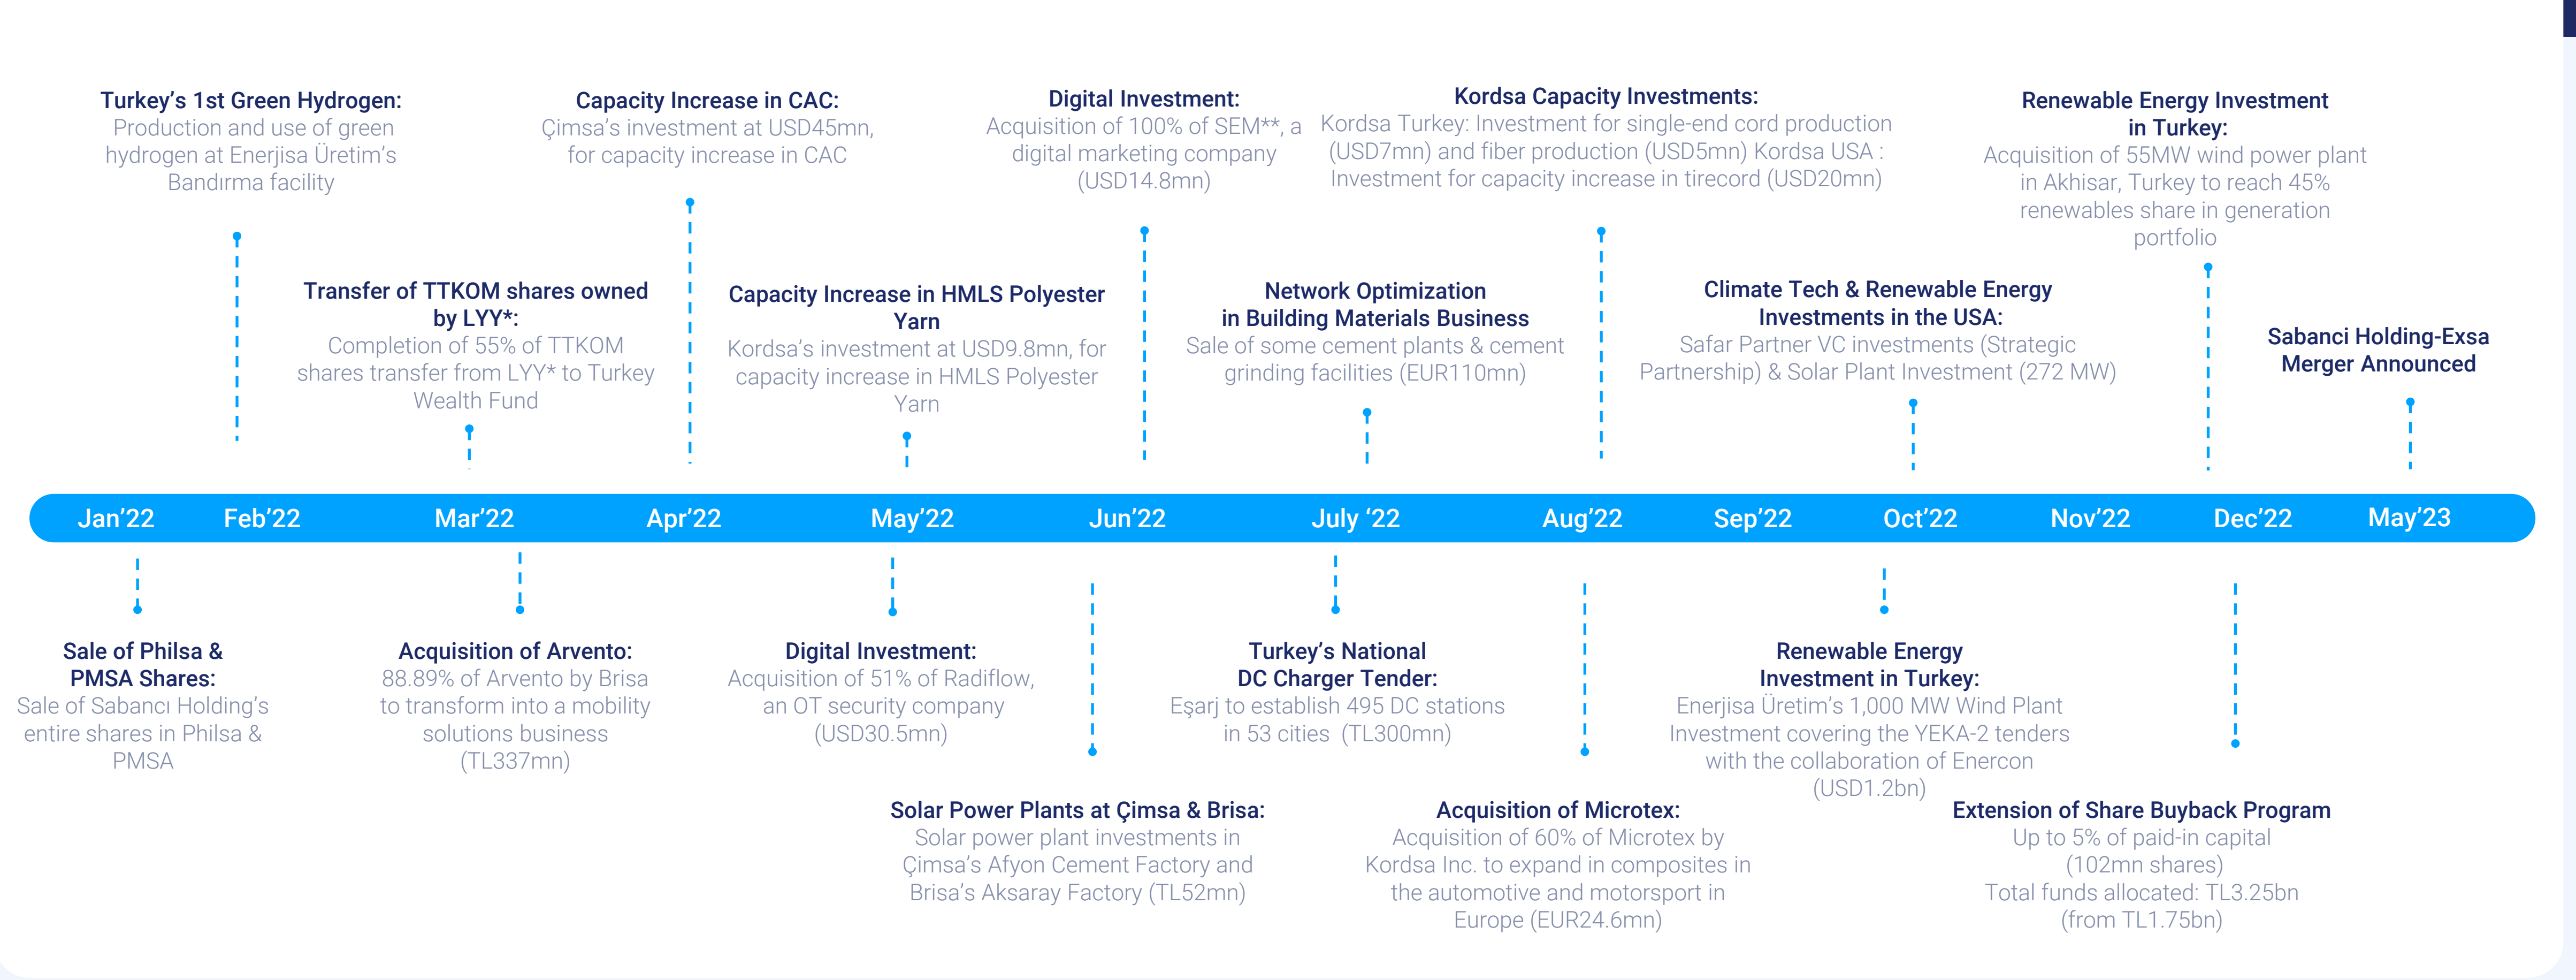 Turkey’s 1st Green Hydrogen:
Production and use of green
hydrogen at Enerjisa Üretim’s
Bandırma facility
Capacity Increase in CAC:
Çimsa’s investment at USD45mn,
for capacity increase in CAC
Digital Investment:
Acquisition of 100% of SEM**, a
digital marketing company
(USD14.8mn)
Kordsa Capacity Investments:
Kordsa Turkey: Investment for single-end cord production
(USD7mn) and fiber production (USD5mn) Kordsa USA :
Investment for capacity increase in tirecord (USD20mn)
Renewable Energy Investment
in Turkey:
Acquisition of 55MW wind power plant
in Akhisar, Turkey to reach 45%
renewables share in generation
portfolio
Transfer of TTKOM shares owned
by LYY*:
Completion of 55% of TTKOM
shares transfer from LYY* to Turkey
Wealth Fund
Capacity Increase in HMLS Polyester
Yarn
Kordsa’s investment at USD9.8mn, for
capacity increase in HMLS Polyester
Yarn
Network Optimization
in Building Materials Business
Sale of some cement plants & cement
grinding facilities (EUR110mn)
Climate Tech & Renewable Energy
Investments in the USA:
Safar Partner VC investments (Strategic
Partnership) & Solar Plant Investment (272 MW)
Sabanci Holding-Exsa
Merger Announced
Jan’22 Feb’22 Mar’22 Apr’22 May’22 Jun’22 July ‘22 Aug’22 Sep’22 Oct’22 Nov’22 Dec’22 May’23
Sale of Philsa &
PMSA Shares:
Sale of Sabancı Holding’s
entire shares in Philsa &
PMSA
Acquisition of Arvento:
88.89% of Arvento by Brisa
to transform into a mobility
solutions business
(TL337mn)
Digital Investment:
Acquisition of 51% of Radiflow,
an OT security company
(USD30.5mn)
Turkey’s National
DC Charger Tender:
Eşarj to establish 495 DC stations
in 53 cities (TL300mn)
Renewable Energy
Investment in Turkey:
Enerjisa Üretim’s 1,000 MW Wind Plant
Investment covering the YEKA-2 tenders
with the collaboration of Enercon
(USD1.2bn)
Solar Power Plants at Çimsa & Brisa:
Solar power plant investments in
Çimsa’s Afyon Cement Factory and
Brisa’s Aksaray Factory (TL52mn)
Acquisition of Microtex:
Acquisition of 60% of Microtex by
Kordsa Inc. to expand in composites in
the automotive and motorsport in
Europe (EUR24.6mn)
Extension of Share Buyback Program
Up to 5% of paid-in capital
(102mn shares)
Total funds allocated: TL3.25bn
(from TL1.75bn)